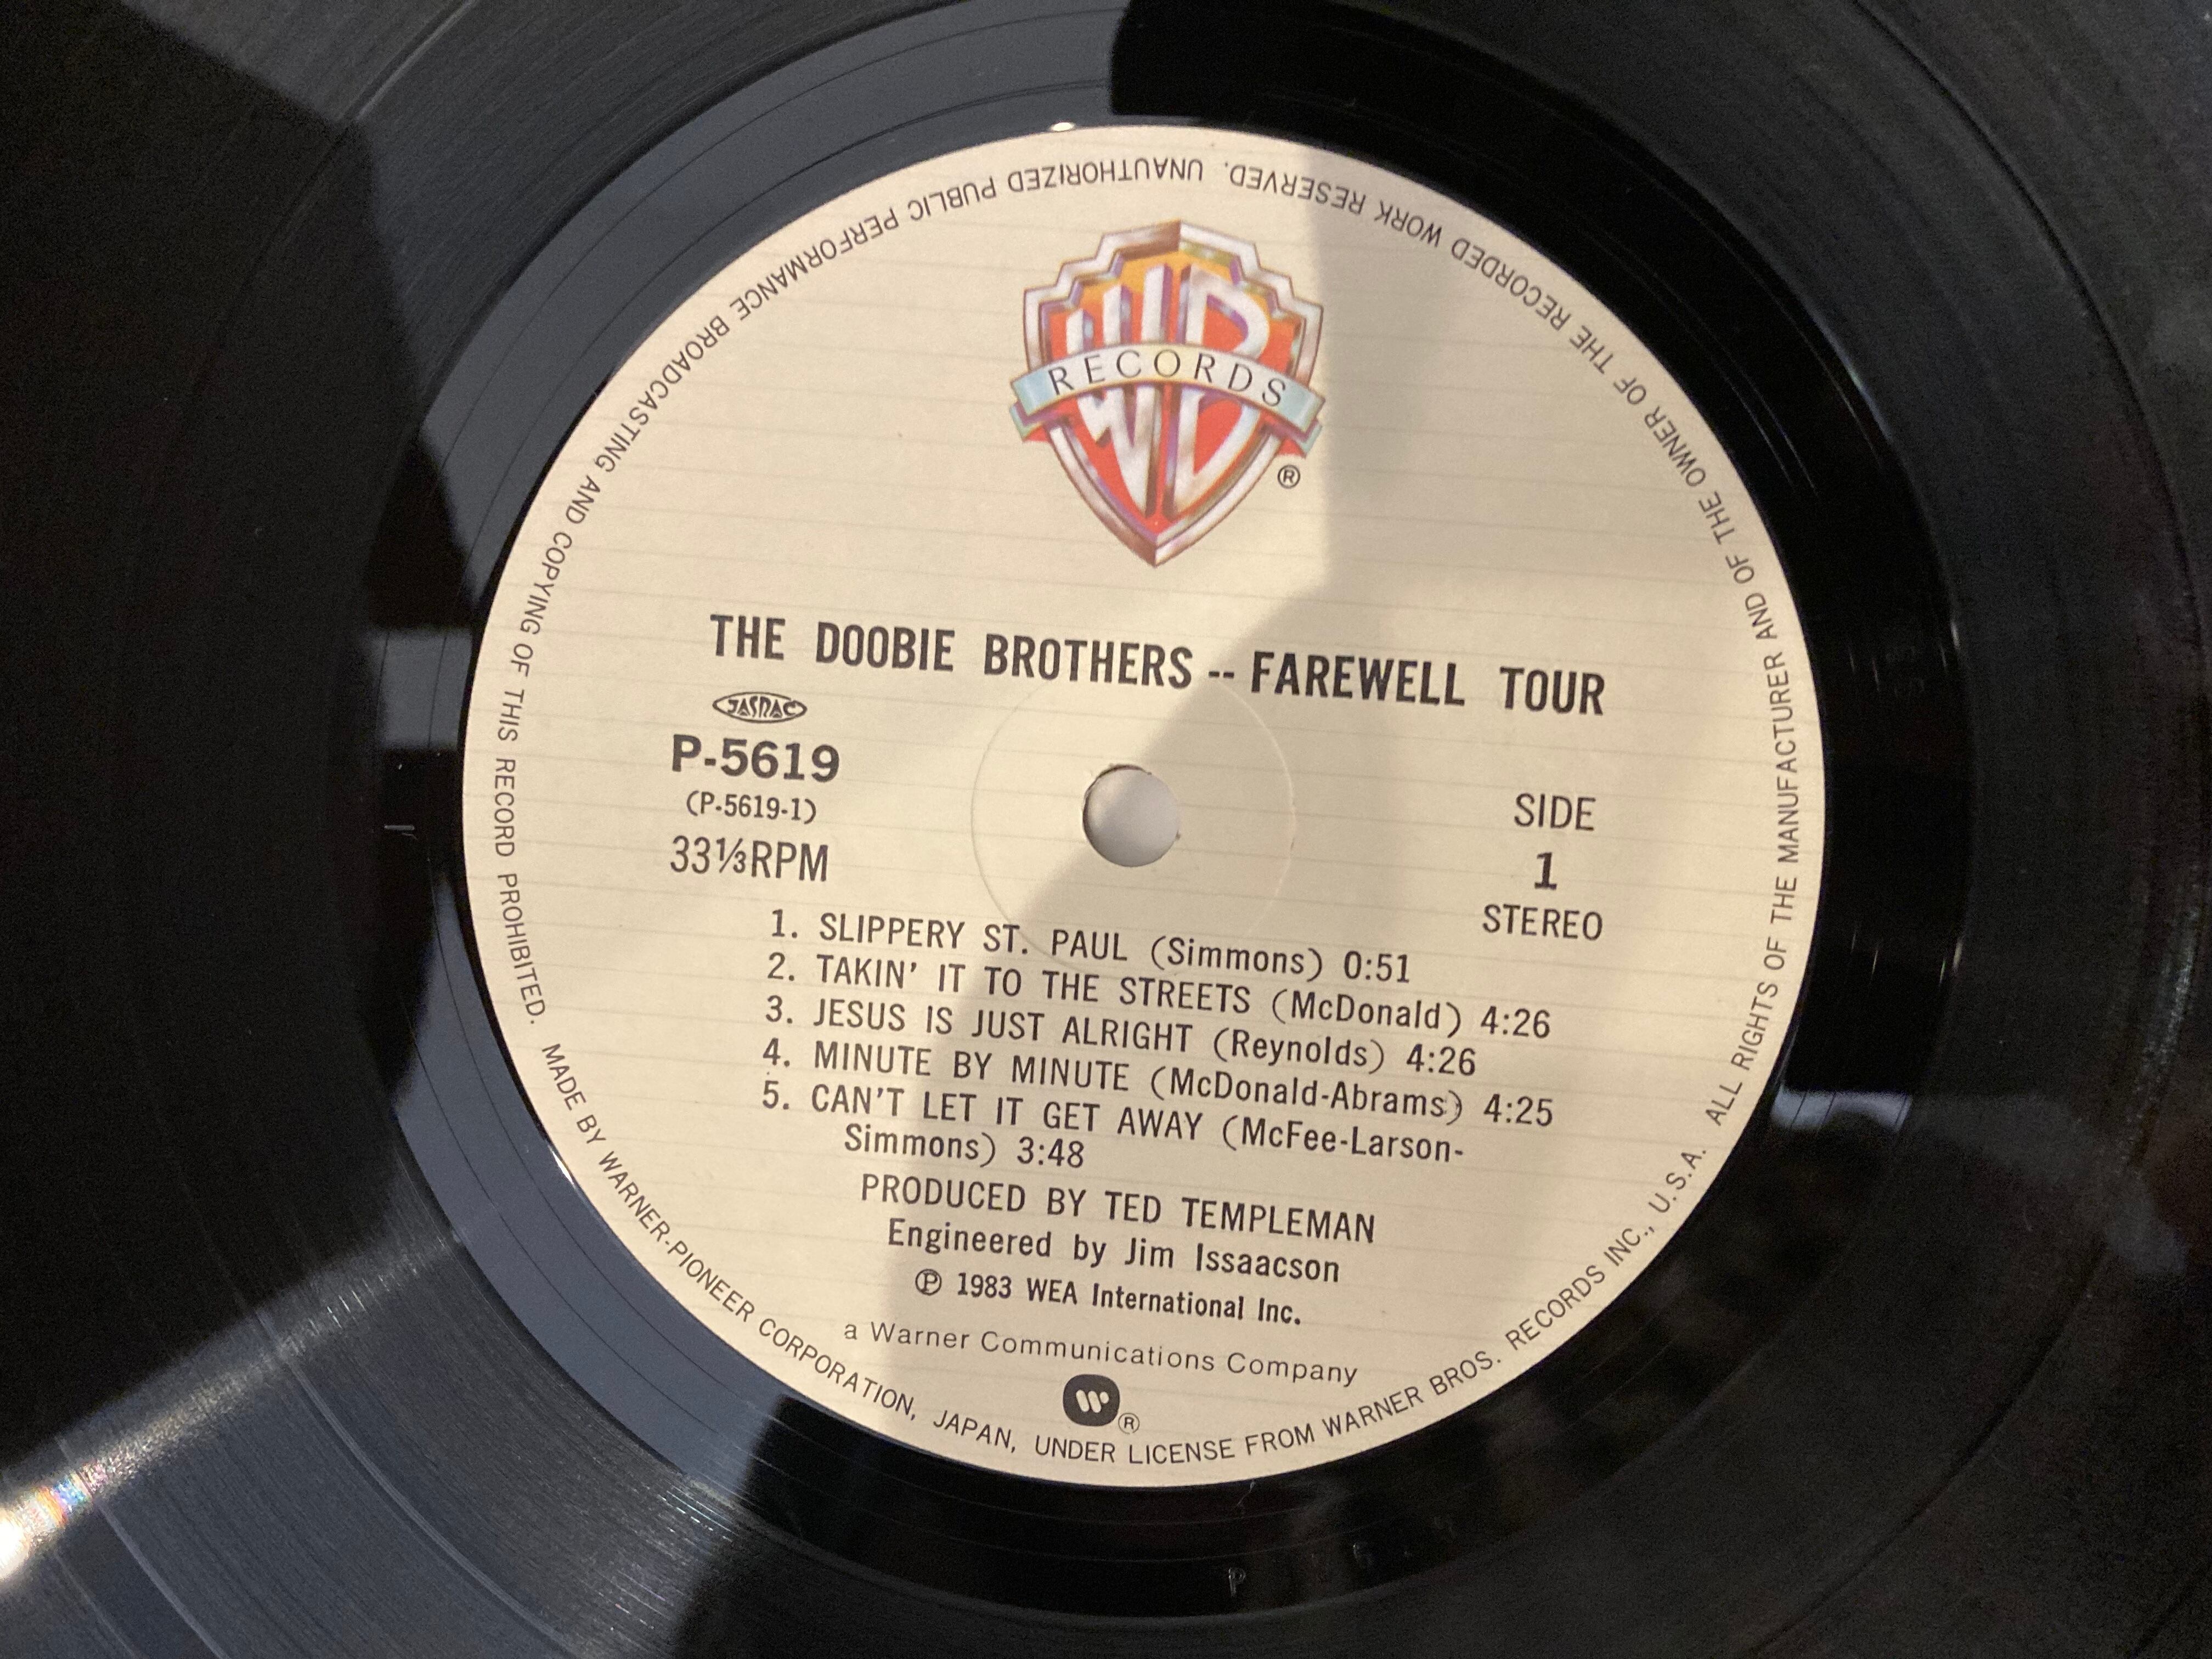 WB
RECORDS
®
THE DOOBIE BROTHERS -- FAREWELL TOUR
JASRAC
P-5619
(P-5619-1)
33⅓RPM
SIDE
1
STEREO
1. SLIPPERY ST. PAUL (Simmons) 0:51
2. TAKIN' IT TO THE STREETS (McDonald) 4:26
3. JESUS IS JUST ALRIGHT (Reynolds) 4:26
4. MINUTE BY MINUTE (McDonald-Abrams) 4:25
5. CAN'T LET IT GET AWAY (McFee-Larson-
Simmons) 3:48
PRODUCED BY TED TEMPLEMAN
Engineered by Jim Issaacson
℗ 1983 WEA International Inc.
a Warner Communications Company
®
MADE BY WARNER-PIONEER CORPORATION, JAPAN, UNDER LICENSE FROM WARNER BROS. RECORDS INC., U.S.A. ALL RIGHTS OF THE MANUFACTURER AND OF THE OWNER OF THE RECORDED WORK RESERVED. UNAUTHORIZED PUBLIC PERFORMANCE BROADCASTING AND COPYING OF THIS RECORD PROHIBITED.